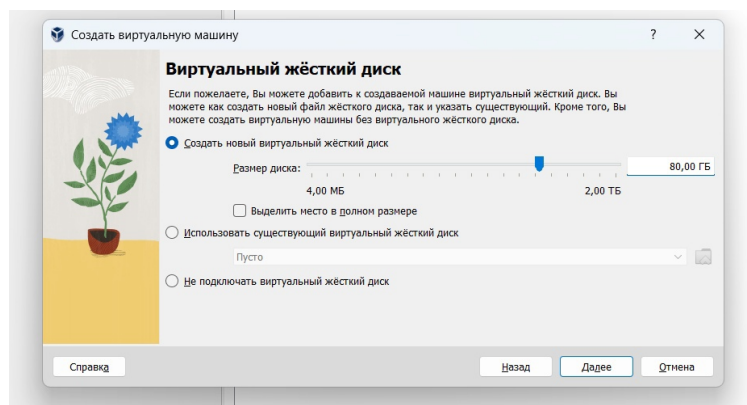 Создать виртуальную машину
?
Виртуальный жёсткий диск
Если пожелаете, Вы можете добавить к создаваемой машине виртуальный жёсткий диск. Вы
можете как создать новый файл жёсткого диска, так и указать существующий. Кроме того, Вы
можете создать виртуальную машины без виртуального жёсткого диска.
Создать новый виртуальный жёсткий диск
Размер диска:
80,00 ГБ
4,00 МБ
2,00 ТБ
Выделить место в полном размере
Использовать существующий виртуальный жёсткий диск
Пусто
Не подключать виртуальный жёсткий диск
Справка
Назад
Далее
Отмена